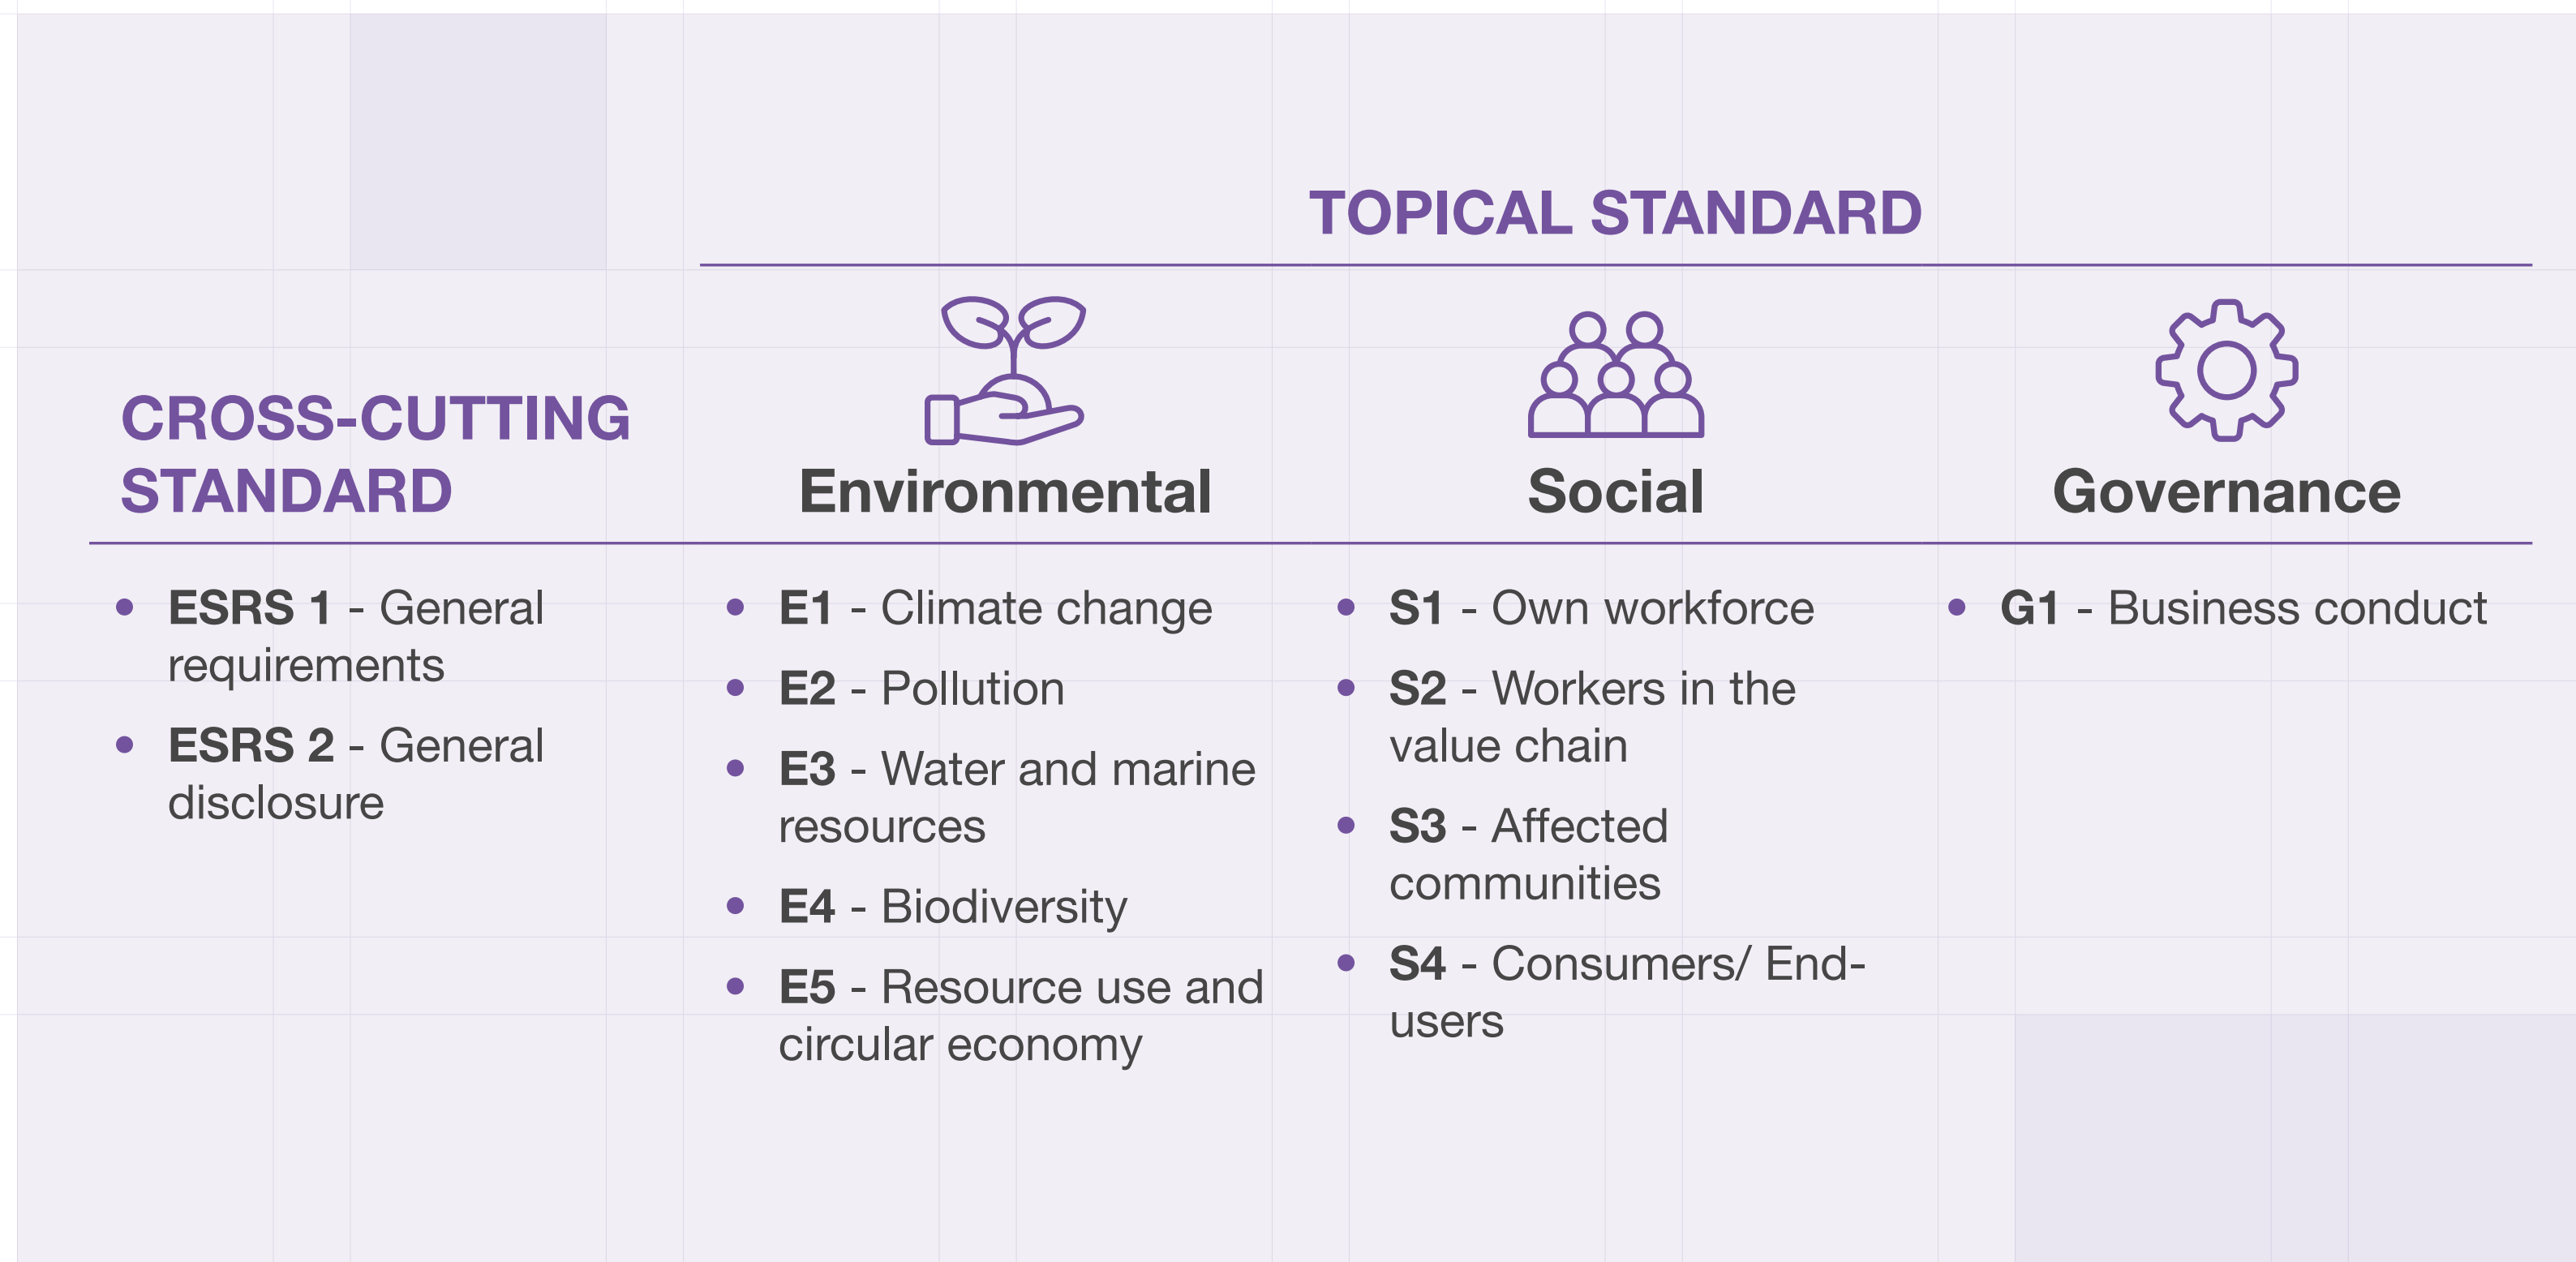 TOPICAL STANDARD
CROSS-CUTTING
STANDARD
Environmental
Social
Governance
• ESRS 1 - General
requirements
• ESRS 2 - General
disclosure
• E1 - Climate change
• E2 - Pollution
• E3 - Water and marine
resources
• E4 - Biodiversity
• E5 - Resource use and
circular economy
• S1 - Own workforce
• S2 - Workers in the
value chain
• S3 - Affected
communities
• S4 - Consumers/ End-
users
• G1 - Business conduct